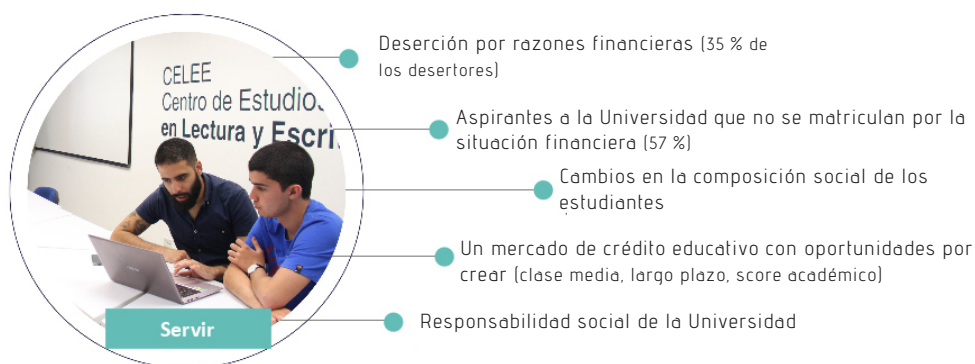 CELEE
Centro de Estudios
en Lectura y Escri
Servir
Deserción por razones financieras (35 % de
los desertores)
Aspirantes a la Universidad que no se matriculan por la
situación financiera (57 %)
Cambios en la composición social de los
estudiantes
Un mercado de crédito educativo con oportunidades por
crear (clase media, largo plazo, score académico)
Responsabilidad social de la Universidad